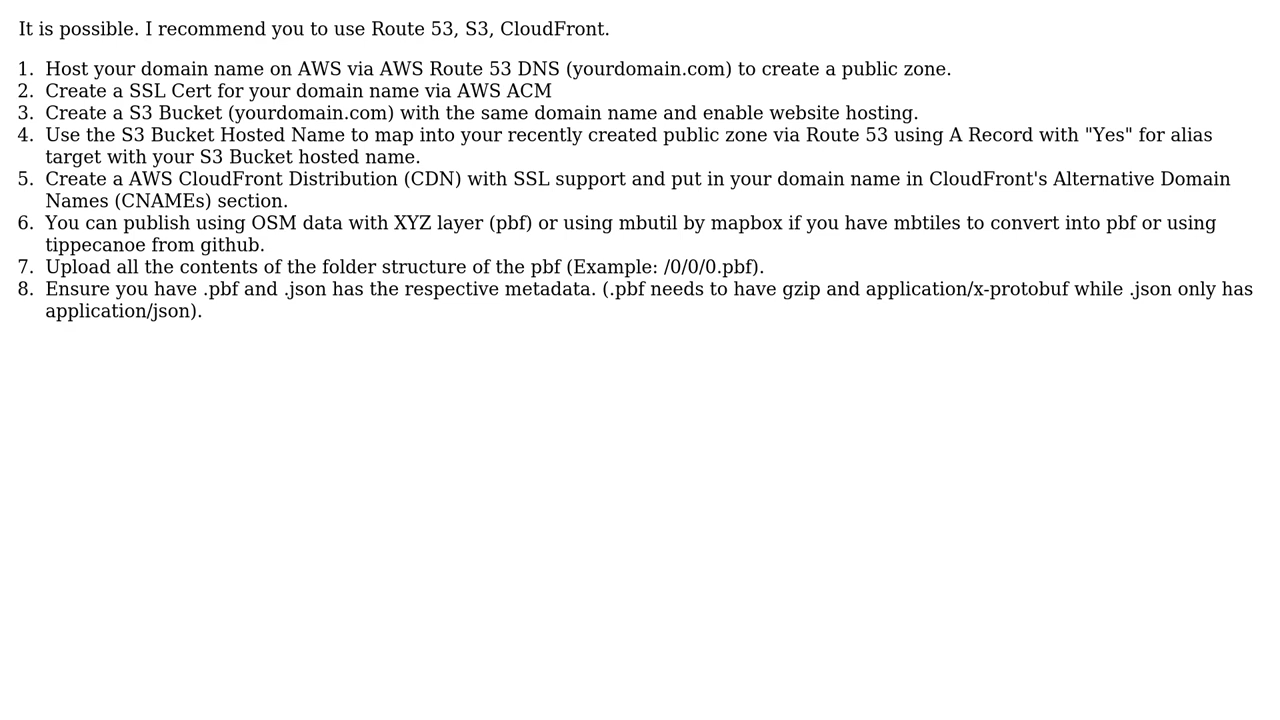 It is possible. I recommend you to use Route 53, S3, CloudFront.
1. Host your domain name on AWS via AWS Route 53 DNS (yourdomain.com) to create a public zone.
2. Create a SSL Cert for your domain name via AWS ACM
3. Create a S3 Bucket (yourdomain.com) with the same domain name and enable website hosting.
4. Use the S3 Bucket Hosted Name to map into your recently created public zone via Route 53 using A Record with "Yes" for alias
target with your S3 Bucket hosted name.
5. Create a AWS CloudFront Distribution (CDN) with SSL support and put in your domain name in CloudFront's Alternative Domain
Names (CNAMEs) section.
6. You can publish using OSM data with XYZ layer (pbf) or using mbutil by mapbox if you have mbtiles to convert into pbf or using
tippecanoe from github.
7. Upload all the contents of the folder structure of the pbf (Example: /0/0/0.pbf).
8. Ensure you have .pbf and .json has the respective metadata. (.pbf needs to have gzip and application/x-protobuf while .json only has
application/json).